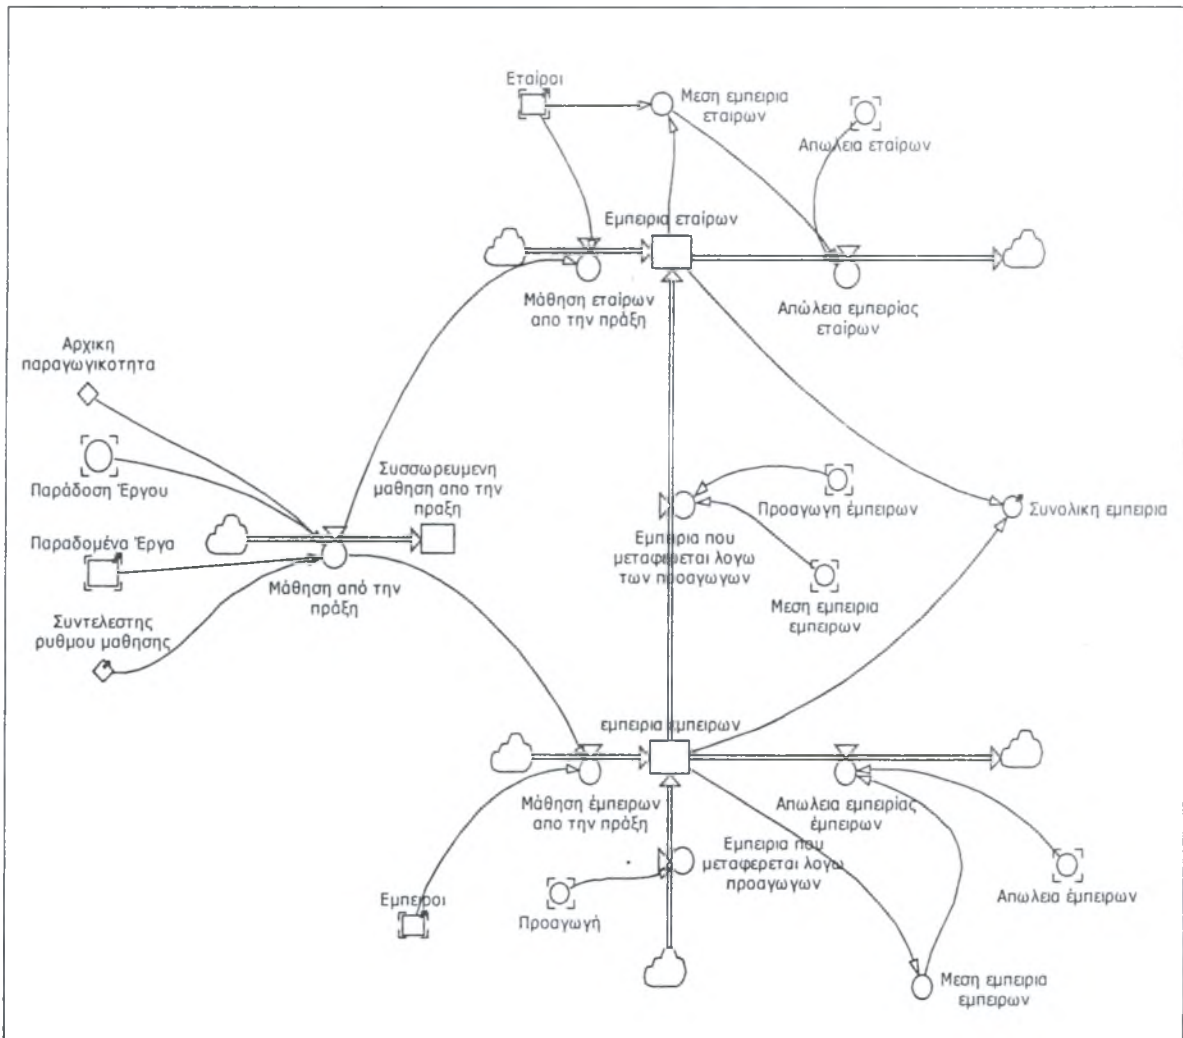 Εταίροι
Μεση εμπειρια
εταιρων
Απωλεια εταίρων
Εμπειρια εταίρων
Μάθηση εταίρων
απο την πράξη
Απώλεια εμπειρίας
εταίρων
Αρχικη
παραγωγικοτητα
Παράδοση Έργου
Συσσωρευμενη
μαθηση απο την
πραξη
Παραδομένα Έργα
Μάθηση από την
πράξη
Συντελεστης
ρυθμου μαθησης
Προαγωγη έμπειρων
Συναλικη εμπειρια
Εμπειρια που
μεταφερεται λογω
των προαγωγων
Μεση εμπειρια
εμπειρων
εμπειρια εμπειρων
Μάθηση έμπειρων
απο την πράξη
Απωλεια εμπειρίας
έμπειρων
Εμπειρια που
μεταφερεται λογω
προαγωγων
Εμπειροι
Προαγωγή
Απωλεια έμπειρων
Μεση εμπειρια
εμπειρων